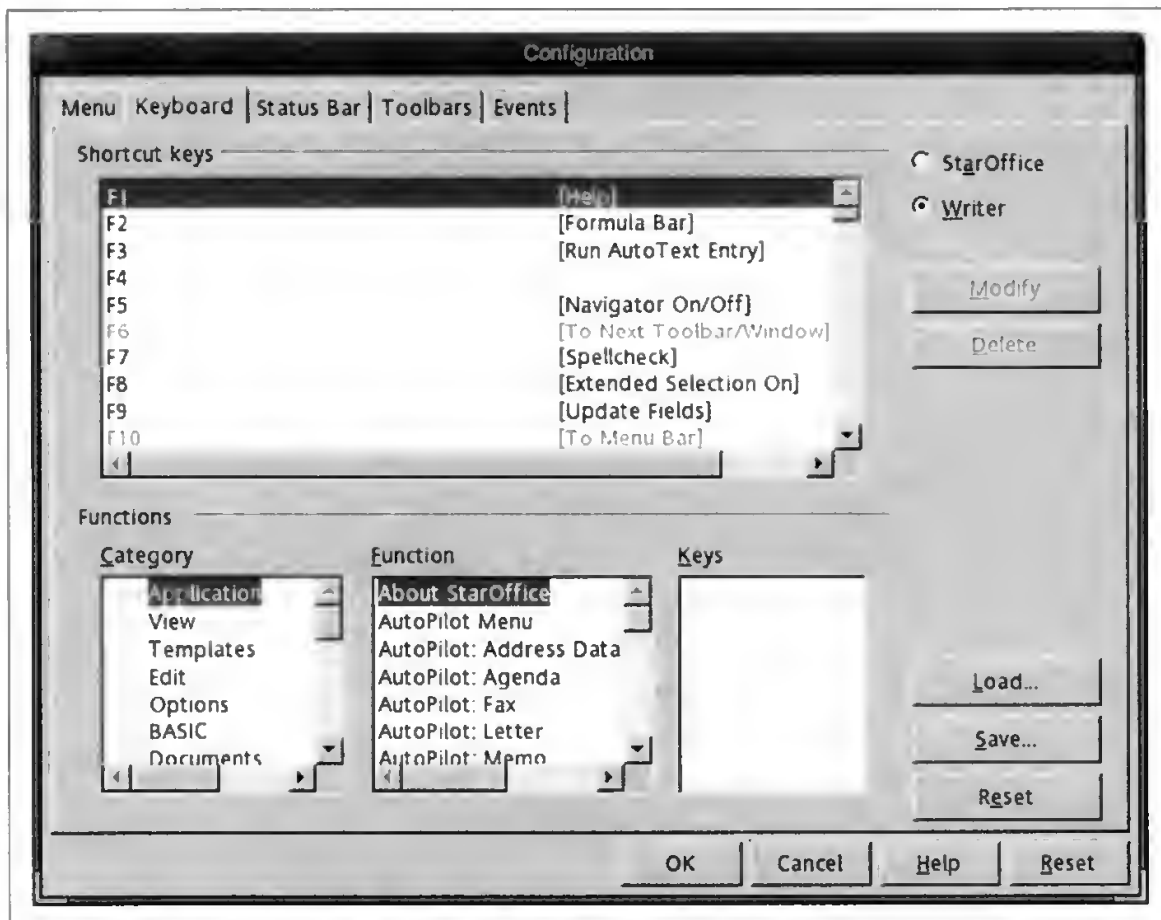 Configuration
Menu Keyboard Status Bar Toolbars Events
Shortcut keys
F1 [Help]
F2 [Formula Bar]
F3 [Run AutoText Entry]
F4
F5 [Navigator On/Off]
F6 [To Next Toolbar/Window]
F7 [Spellcheck]
F8 [Extended Selection On]
F9 [Update Fields]
F10 [To Menu Bar]
StarOffice
Writer
Modify
Delete
Functions
Category
Application
View
Templates
Edit
Options
BASIC
Documents
Function
About StarOffice
AutoPilot Menu
AutoPilot: Address Data
AutoPilot: Agenda
AutoPilot: Fax
AutoPilot: Letter
AutoPilot: Memo
Keys
Load...
Save...
Reset
OK Cancel Help Reset